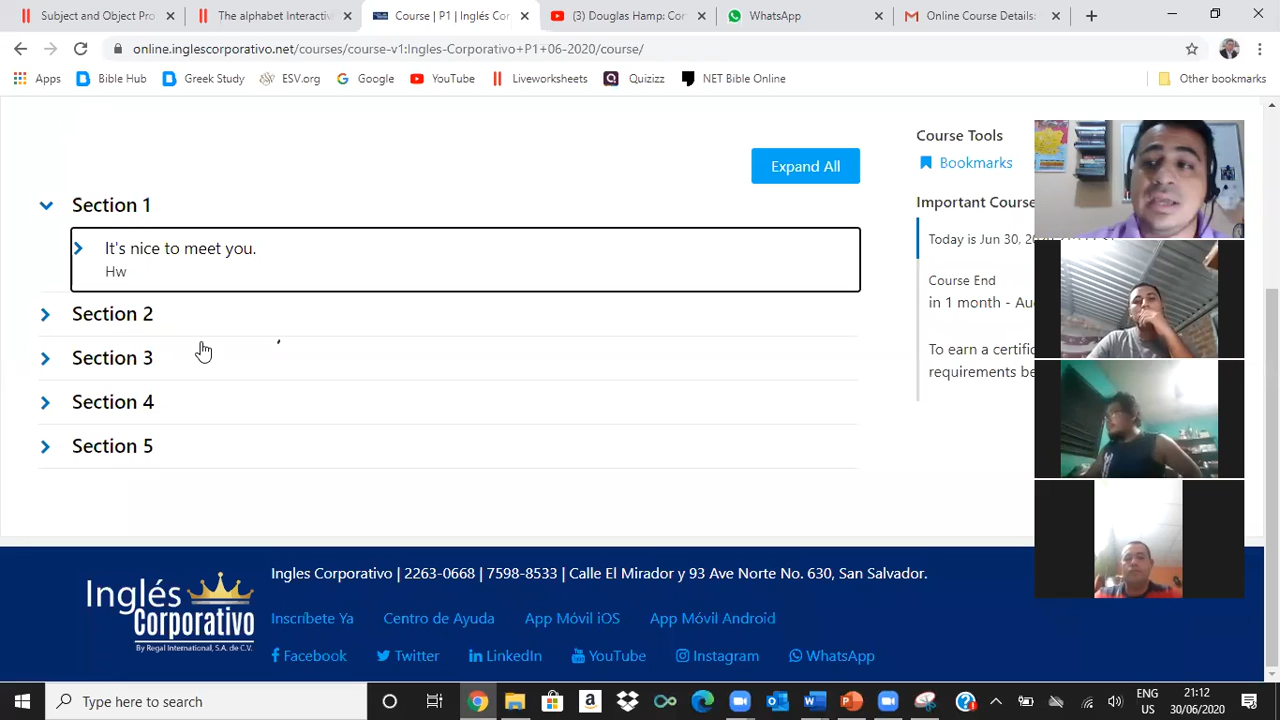 Subject and Object Pro
The alphabet Interactiv
Course | P1 | Inglés Cor
(3) Douglas Hamp: Cor
WhatsApp
Online Course Details:
online.inglescorporativo.net/courses/course-v1:Ingles-Corporativo+P1+06-2020/course/
Apps
Bible Hub
Greek Study
ESV.org
Google
YouTube
Liveworksheets
Quizizz
NET Bible Online
Other bookmarks
Expand All
Section 1
It's nice to meet you.
Hw
Section 2
Section 3
Section 4
Section 5
Course Tools
Bookmarks
Important Course
Today is Jun 30,
Course End
in 1 month - Au
To earn a certific
requirements be
Inglés
Corporativo
By Regal International, S.A. de C.V.
Ingles Corporativo | 2263-0668 | 7598-8533 | Calle El Mirador y 93 Ave Norte No. 630, San Salvador.
Inscríbete Ya
Centro de Ayuda
App Móvil iOS
App Móvil Android
Facebook
Twitter
LinkedIn
YouTube
Instagram
WhatsApp
Type here to search
ENG
US
21:12
30/06/2020